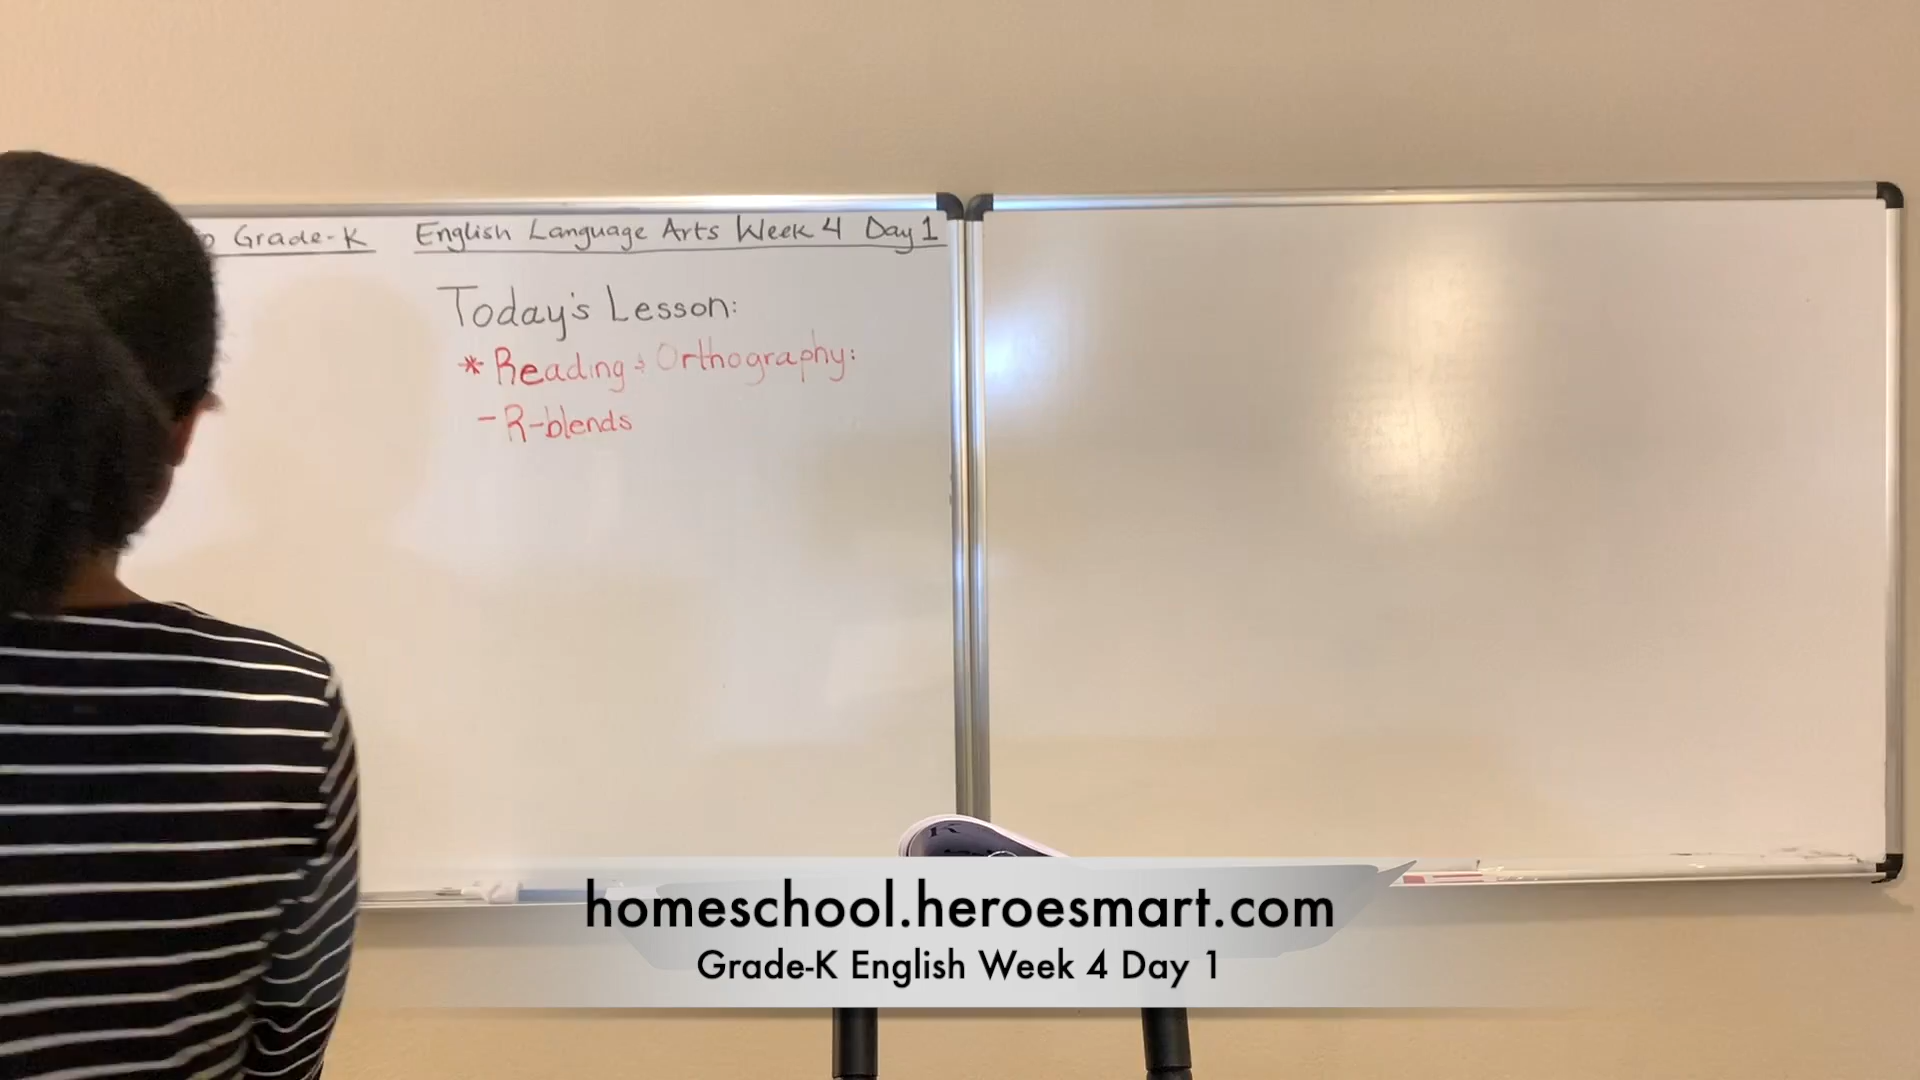 Grade-K English Language Arts Week 4 Day 1
Today's Lesson:
* Reading & Orthography:
- R-blends
K
homeschool.heroesmart.com
Grade-K English Week 4 Day 1